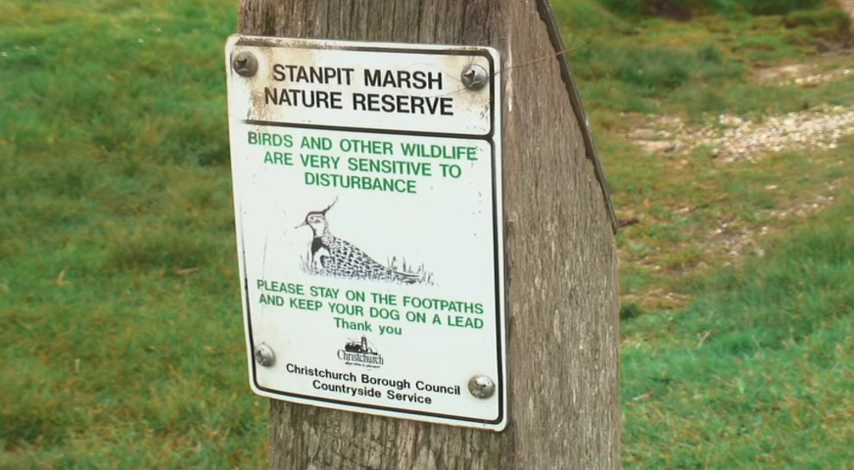 STANPIT MARSH
NATURE RESERVE
BIRDS AND OTHER WILDLIFE
ARE VERY SENSITIVE TO
DISTURBANCE
PLEASE STAY ON THE FOOTPATHS
AND KEEP YOUR DOG ON A LEAD
Thank you
Christchurch
Christchurch Borough Council
Countryside Service